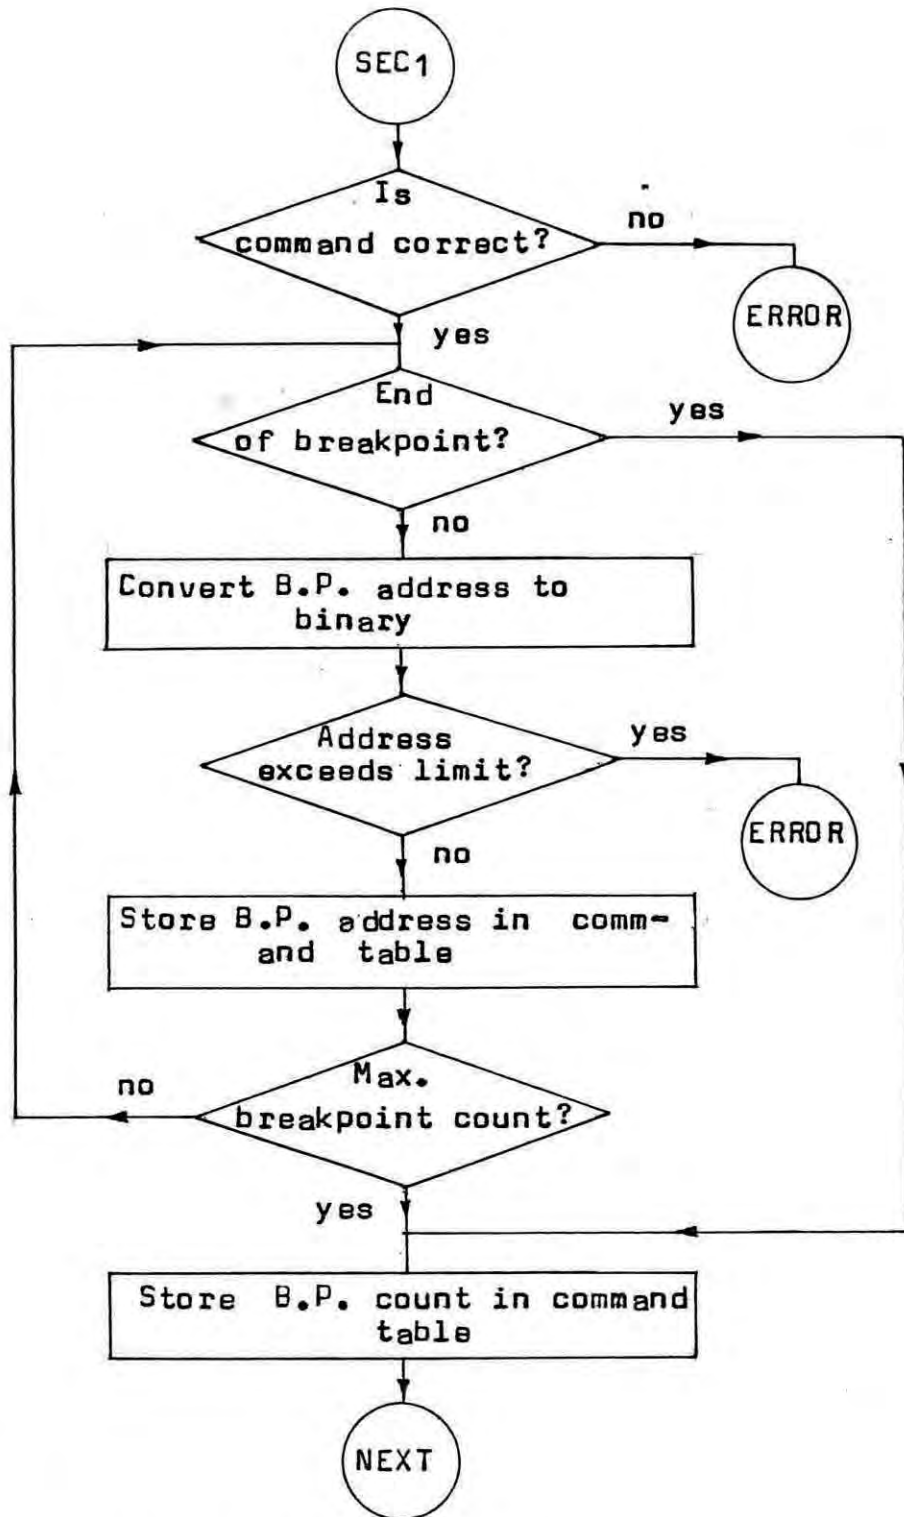 SEC1
Is
command correct?
no
ERROR
yes
End
of breakpoint?
yes
no
Convert B.P. address to
binary
Address
exceeds limit?
yes
ERROR
no
Store B.P. address in comm-
and table
Max.
breakpoint count?
no
yes
Store B.P. count in command
table
NEXT